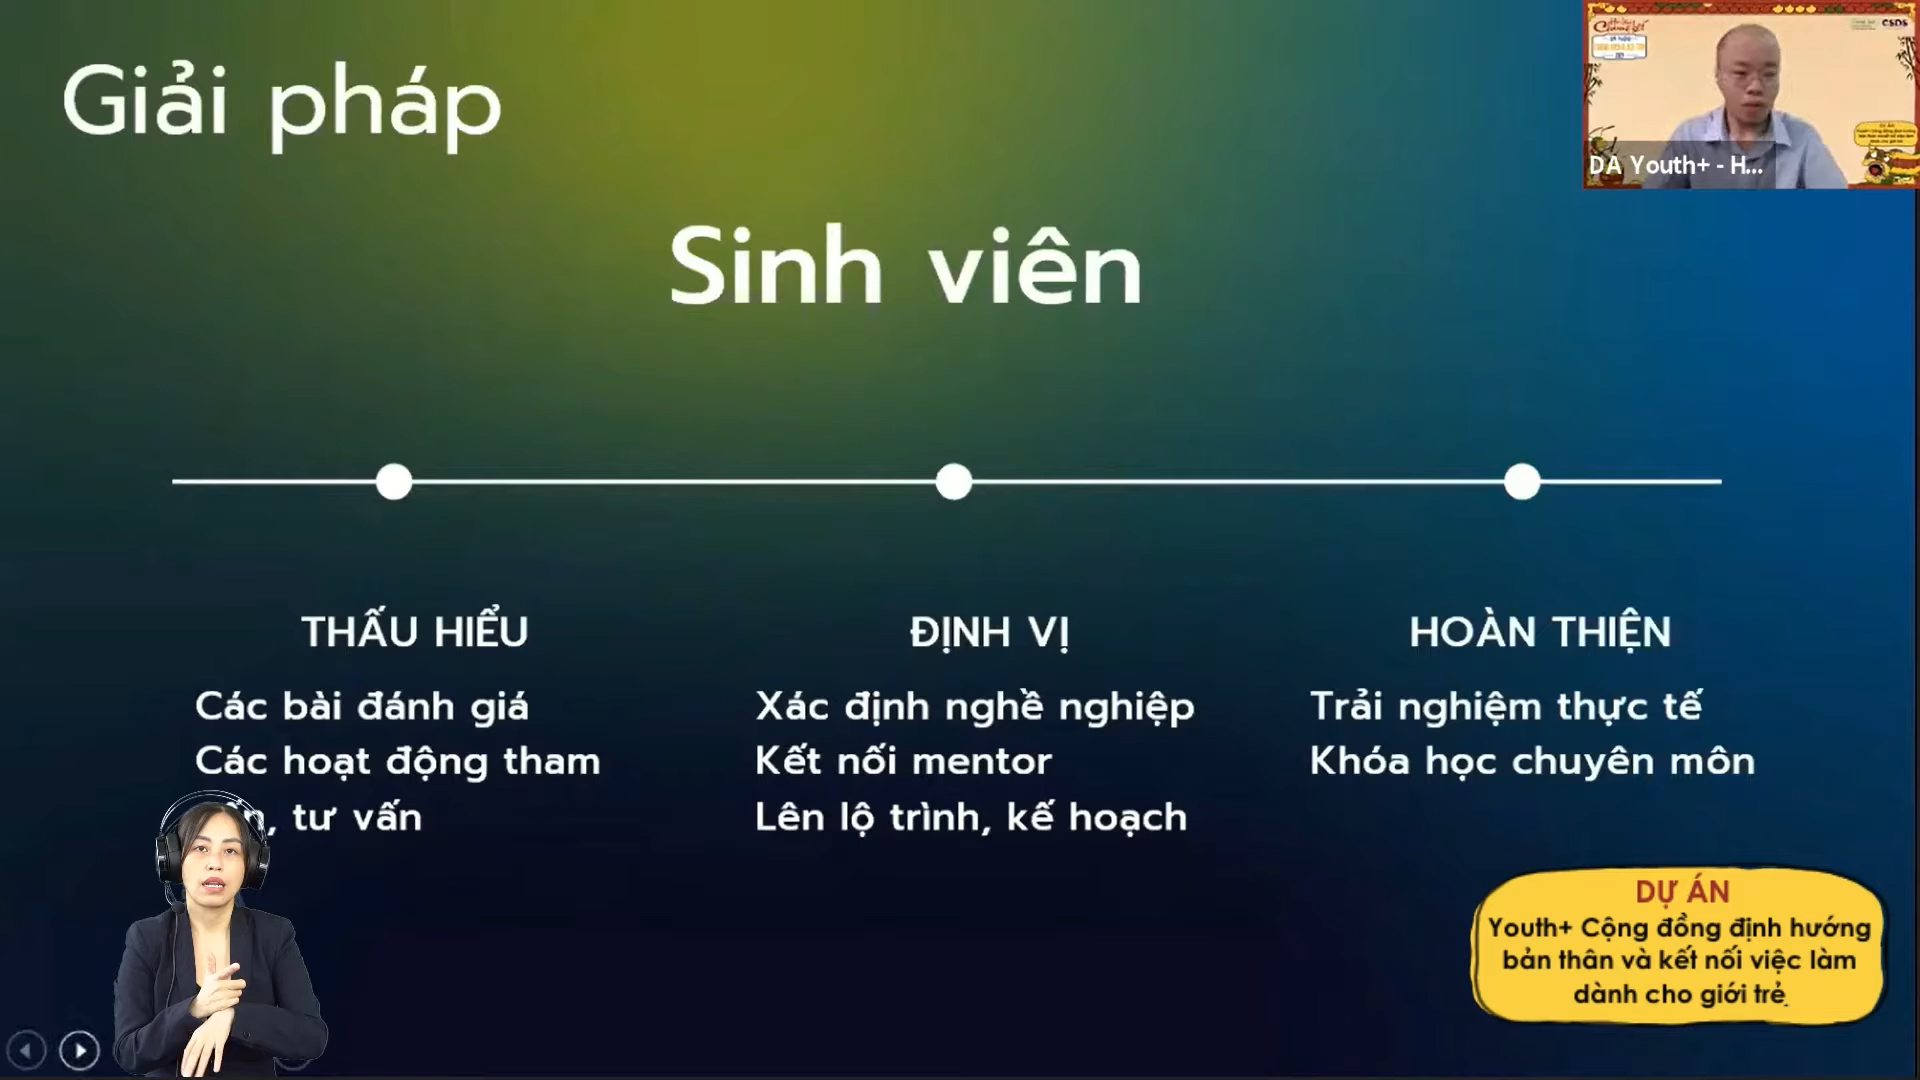 Giải pháp
Sinh viên
THẤU HIỂU
Các bài đánh giá
Các hoạt động tham
, tư vấn
ĐỊNH VỊ
Xác định nghề nghiệp
Kết nối mentor
Lên lộ trình, kế hoạch
HOÀN THIỆN
Trải nghiệm thực tế
Khóa học chuyên môn
CSDS
DA Youth+ - H...
DỰ ÁN
Youth+ Cộng đồng định hướng
bản thân và kết nối việc làm
dành cho giới trẻ